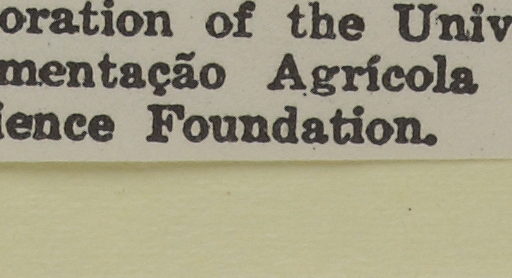 oration of the Univ
mentação Agrícola
ience Foundation.